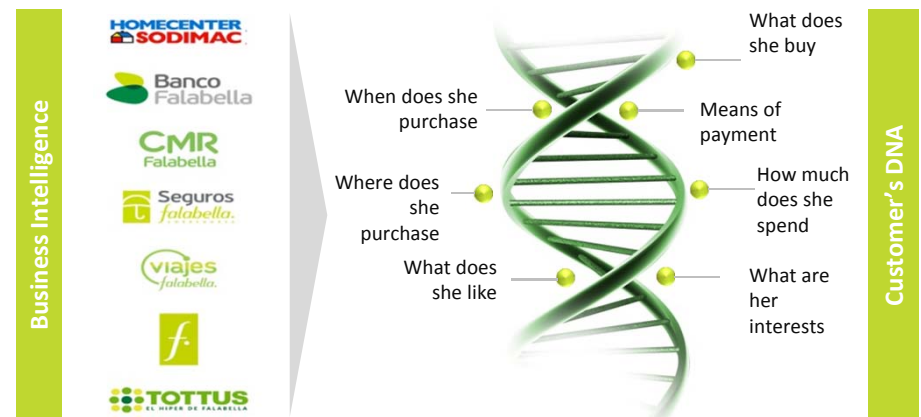 Business Intelligence
HOMECENTER
SODIMAC
Banco
Falabella
CMR
Falabella
Seguros
falabella.
viajes
falabella.
f.
TOTTUS
EL HIPER DE FALABELLA
When does she
purchase
Where does
she
purchase
What does
she like
What does
she buy
Means of
payment
How much
does she
spend
What are
her
interests
Customer's DNA